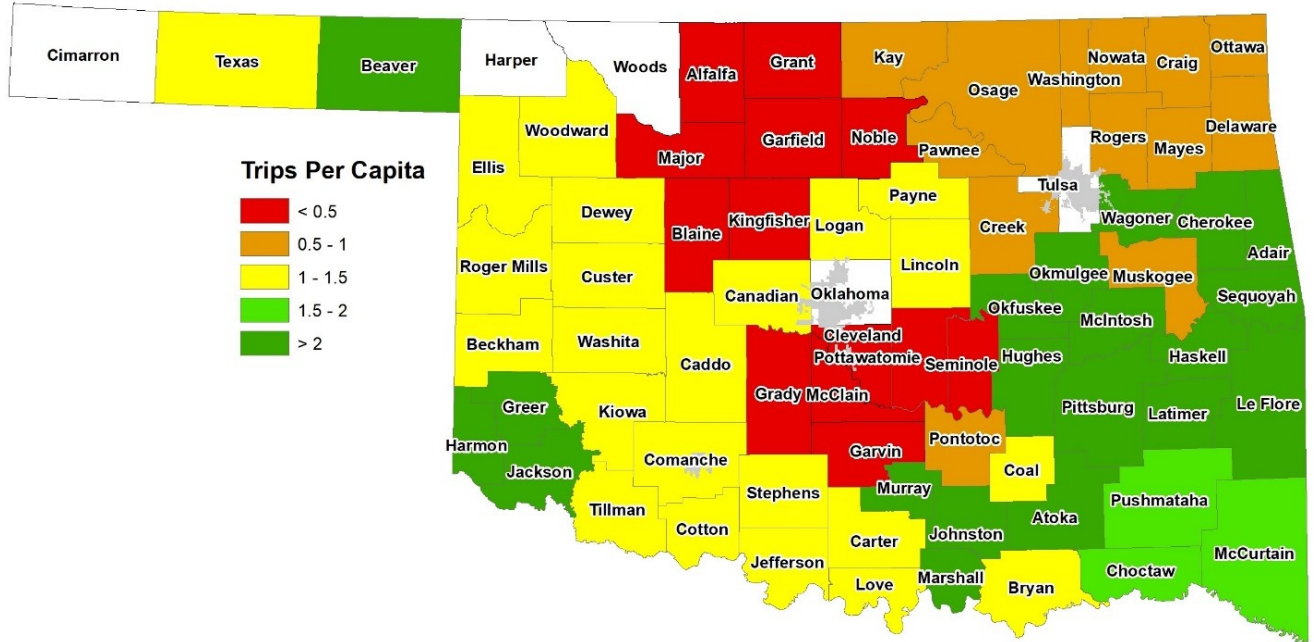 Cimarron
Texas
Beaver
Harper
Woods
Alfalfa
Grant
Kay
Osage
Washington
Nowata
Craig
Ottawa
Woodward
Ellis
Major
Garfield
Noble
Pawnee
Rogers
Mayes
Delaware
Trips Per Capita
< 0.5
0.5 - 1
1 - 1.5
1.5 - 2
> 2
Dewey
Blaine
Kingfisher
Logan
Payne
Creek
Tulsa
Wagoner
Cherokee
Adair
Roger Mills
Custer
Canadian
Oklahoma
Lincoln
Okmulgee
Muskogee
Sequoyah
Okfuskee
McIntosh
Beckham
Washita
Caddo
Cleveland
Pottawatomie
Seminole
Hughes
Haskell
Grady
McClain
Greer
Kiowa
Pittsburg
Latimer
Le Flore
Harmon
Jackson
Comanche
Garvin
Pontotoc
Coal
Stephens
Murray
Pushmataha
Tillman
Cotton
Carter
Johnston
Atoka
McCurtain
Jefferson
Love
Marshall
Bryan
Choctaw